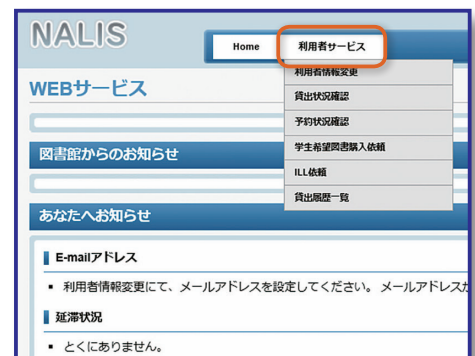 NALIS
Home 利用者サービス
利用者情報変更
WEBサービス
貸出状況確認
予約状況確認
学生希望図書購入依頼
図書館からのお知らせ
ILL依頼
貸出履歴一覧
あなたへお知らせ
E-mailアドレス
▪ 利用者情報変更にて、メールアドレスを設定してください。 メールアドレスが
延滞状況
▪ とくにありません。